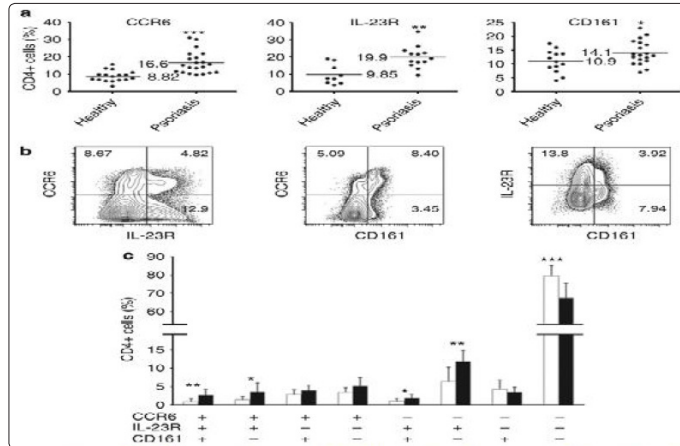 a
CCR6
IL-23R
CD161
CD4+ cells (%)
40
30
20
10
0
***
16.6
8.82
Healthy
Psoriasis
40
30
20
10
0
**
19.9
9.85
Healthy
Psoriasis
40
30
20
10
0
14.1
10.9
Healthy
Psoriasis
b
8.67
4.82
12.9
CCR6
IL-23R
5.09
8.40
3.45
CCR6
CD161
13.8
3.92
7.94
IL-23R
CD161
c
CD4+ cells (%)
90
80
70
60
15
10
5
0
**
*
*
**
***
CCR6 + + + + − − − −
IL-23R + + − − + + − −
CD161 + − + − + − + −